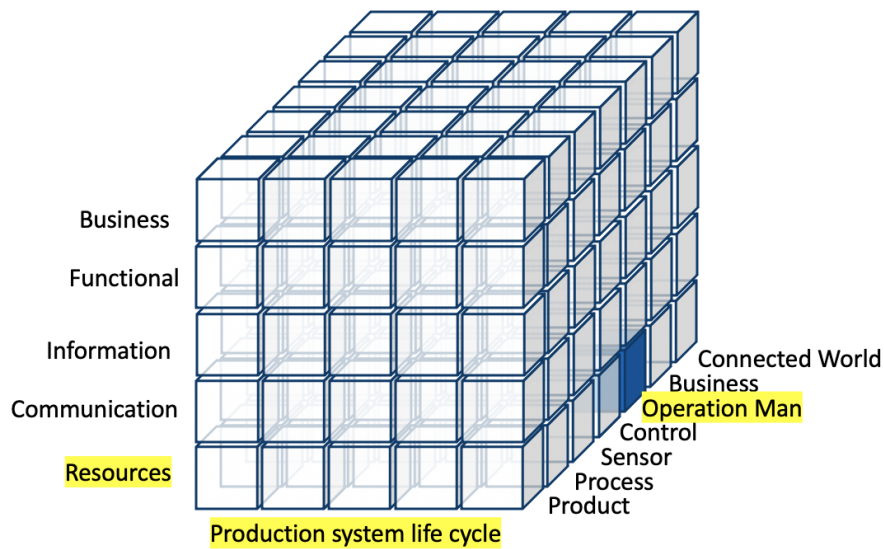 Business
Functional
Information
Communication
Resources
Production system life cycle
Connected World
Business
Operation Man
Control
Sensor
Process
Product